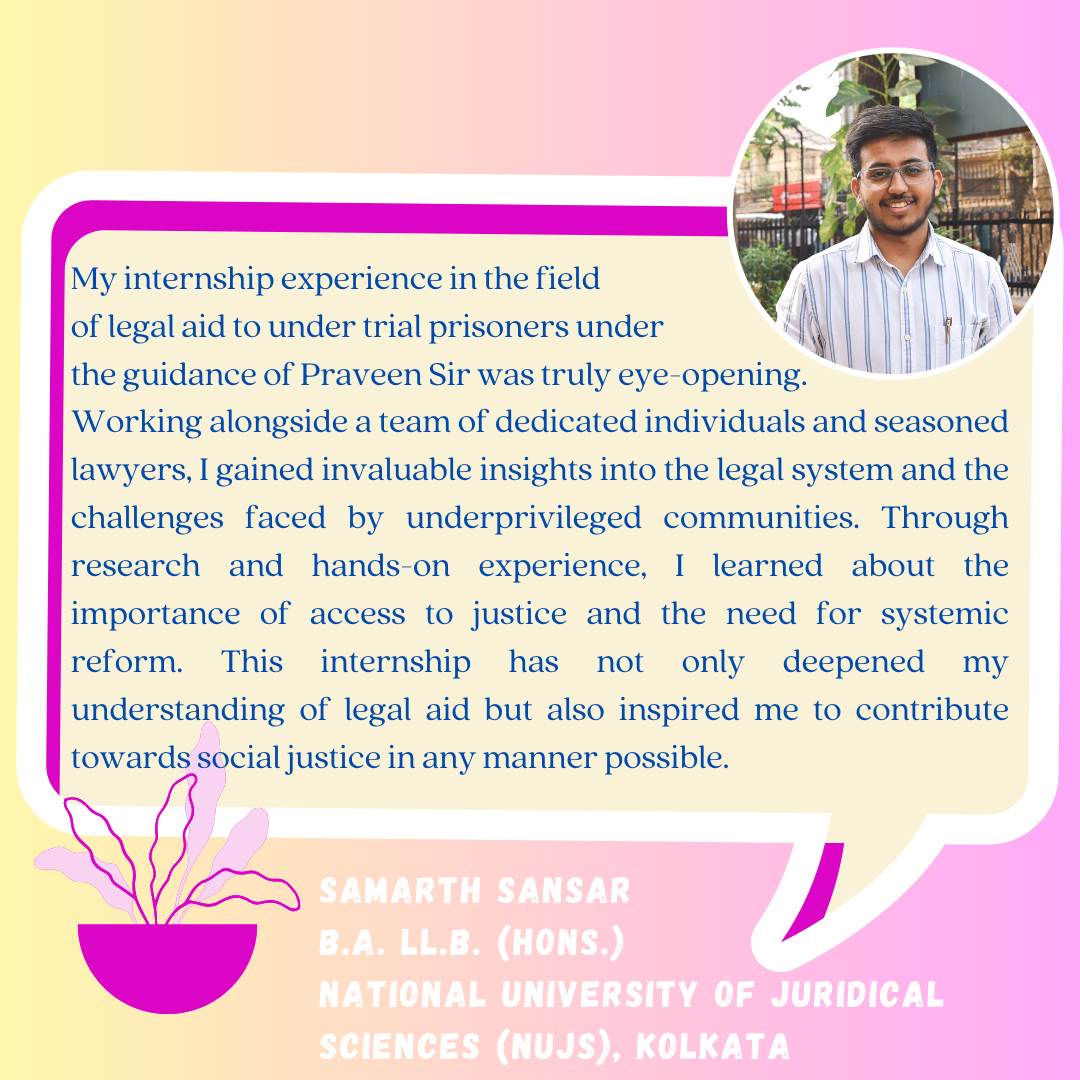 My internship experience in the field
of legal aid to under trial prisoners under
the guidance of Praveen Sir was truly eye-opening.
Working alongside a team of dedicated individuals and seasoned
lawyers, I gained invaluable insights into the legal system and the
challenges faced by underprivileged communities. Through
research and hands-on experience, I learned about the
importance of access to justice and the need for systemic
reform. This internship has not only deepened my
understanding of legal aid but also inspired me to contribute
towards social justice in any manner possible.
SAMARTH SANSAR
B.A. LL.B. (HONS.)
NATIONAL UNIVERSITY OF JURIDICAL
SCIENCES (NUJS), KOLKATA